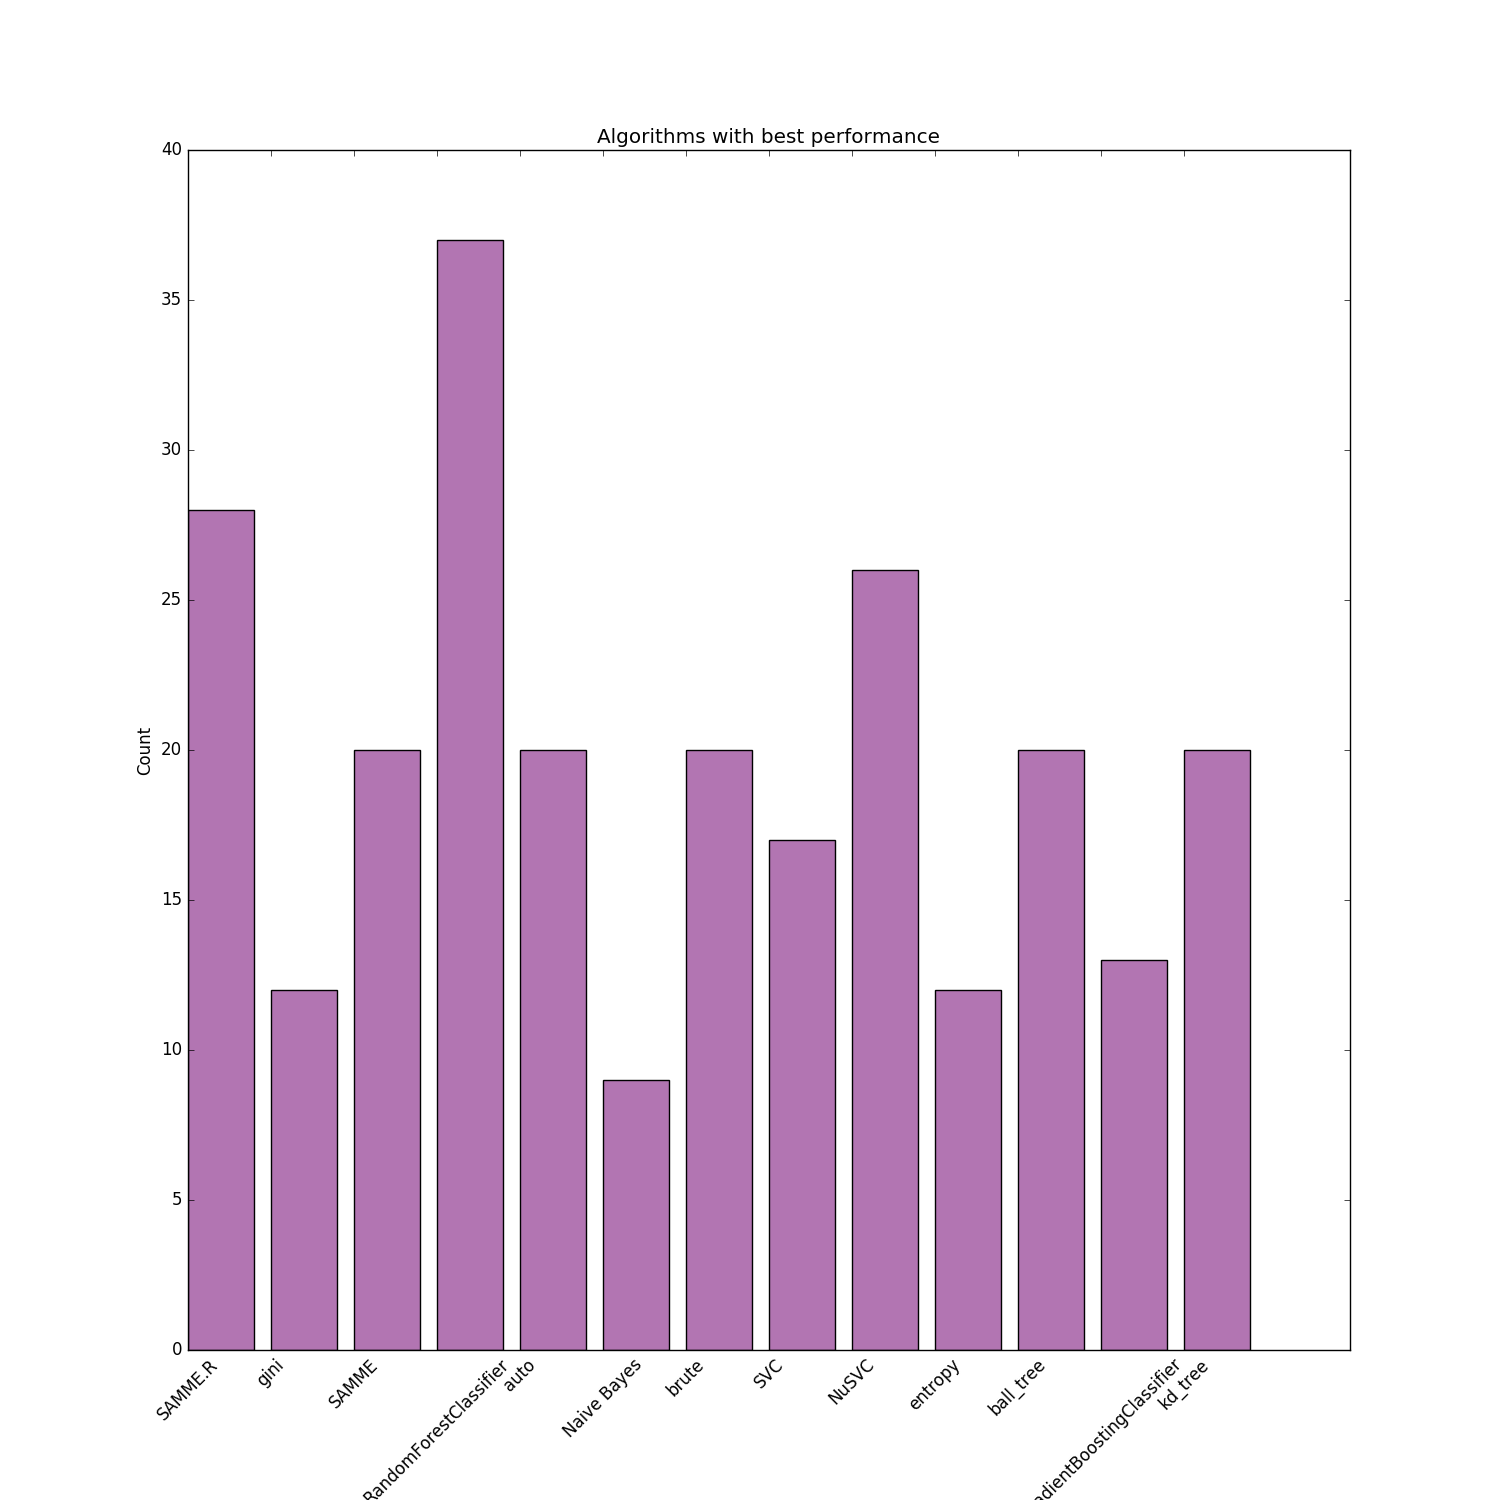 Algorithms with best performance
40
35
30
25
20
15
10
5
0
Count
SAMME.R
gini
SAMME
RandomForestClassifier
auto
Naive Bayes
brute
SVC
NuSVC
entropy
ball_tree
adientBoostingClassifier
kd_tree